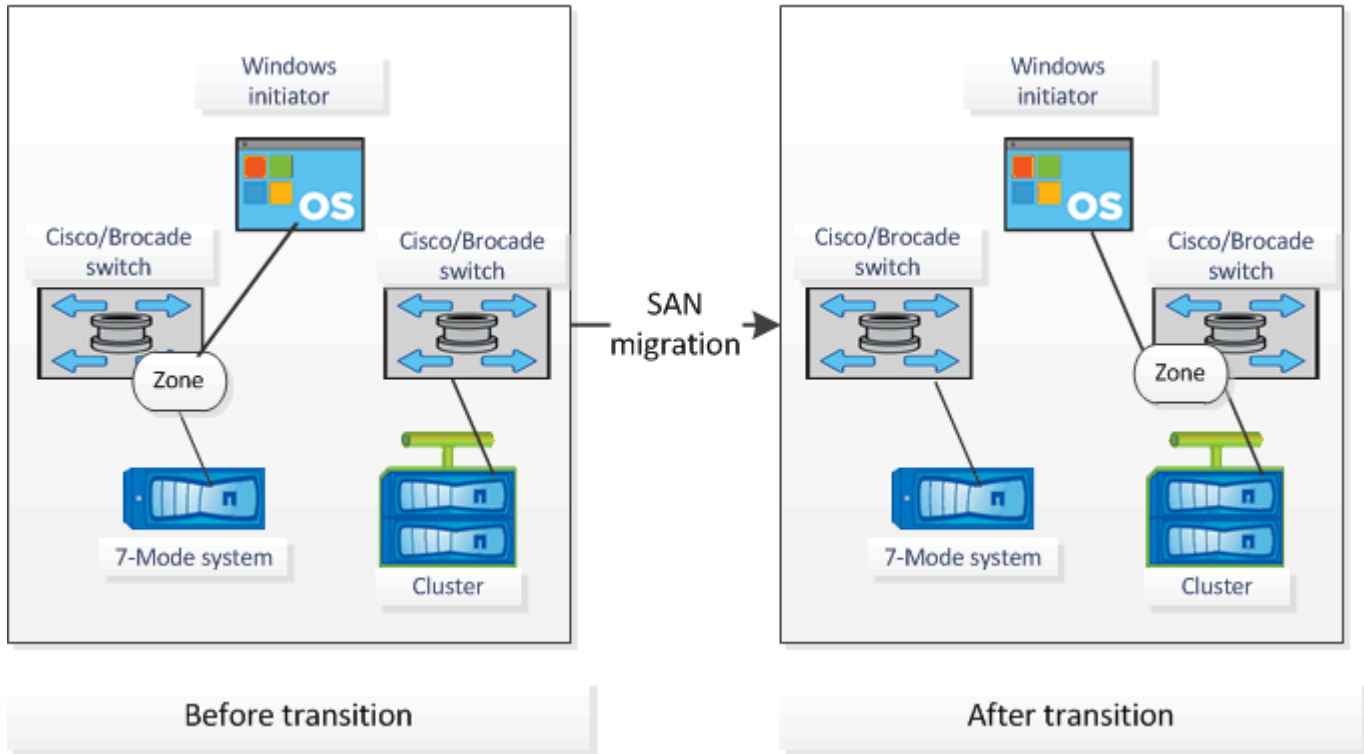 Windows
initiator
OS
Cisco/Brocade
switch
Cisco/Brocade
switch
Zone
7-Mode system
Cluster
Before transition
SAN
migration
Windows
initiator
OS
Cisco/Brocade
switch
Cisco/Brocade
switch
Zone
7-Mode system
Cluster
After transition